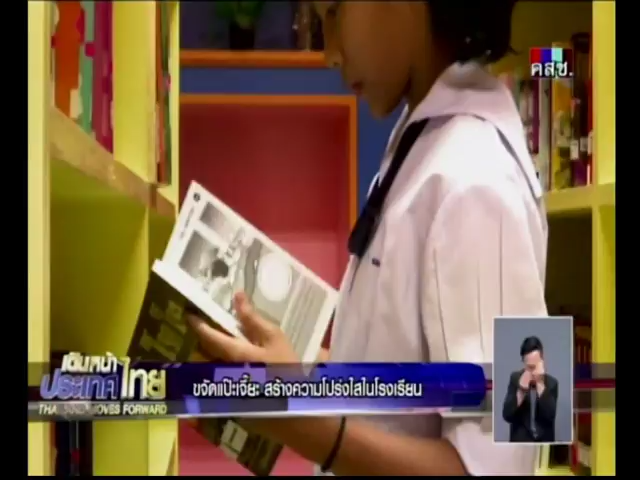 คสช.
เดินหน้า
ประเทศไทย
THAILAND MOVES FORWARD
ขจัดแป๊ะเจี๊ยะ สร้างความโปร่งใสในโรงเรียน